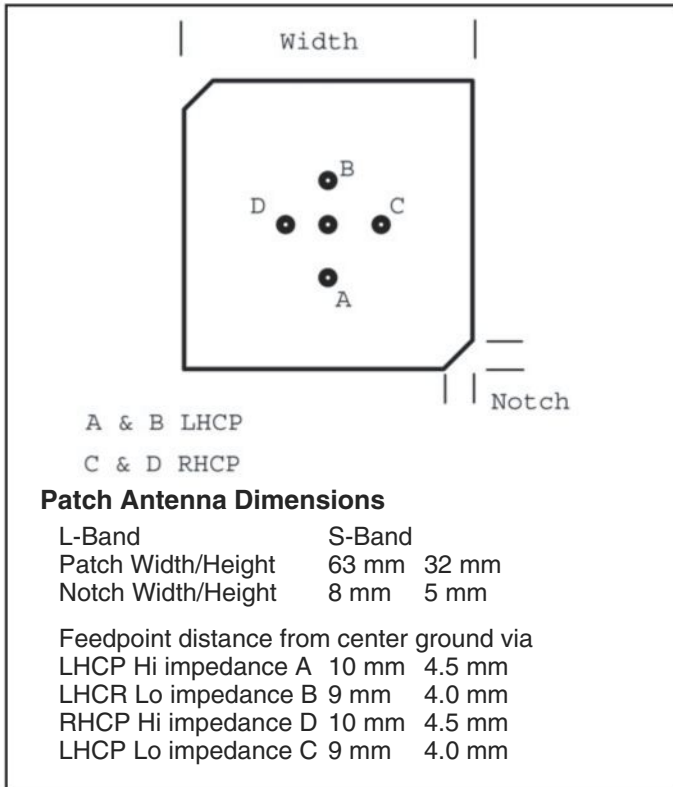 Width
B
D
C
A
Notch
A & B LHCP
C & D RHCP
Patch Antenna Dimensions
L-Band S-Band
Patch Width/Height 63 mm 32 mm
Notch Width/Height 8 mm 5 mm
Feedpoint distance from center ground via
LHCP Hi impedance A 10 mm 4.5 mm
LHCR Lo impedance B 9 mm 4.0 mm
RHCP Hi impedance D 10 mm 4.5 mm
LHCP Lo impedance C 9 mm 4.0 mm